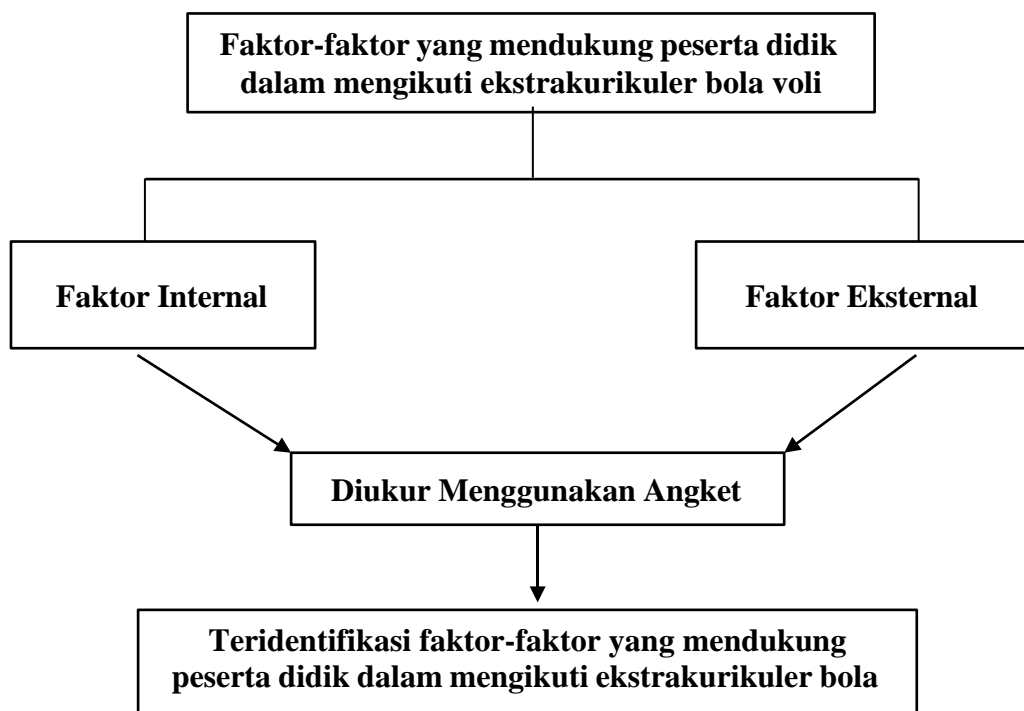 Faktor-faktor yang mendukung peserta didik
dalam mengikuti ekstrakurikuler bola voli
Faktor Internal
Faktor Eksternal
Diukur Menggunakan Angket
Teridentifikasi faktor-faktor yang mendukung
peserta didik dalam mengikuti ekstrakurikuler bola